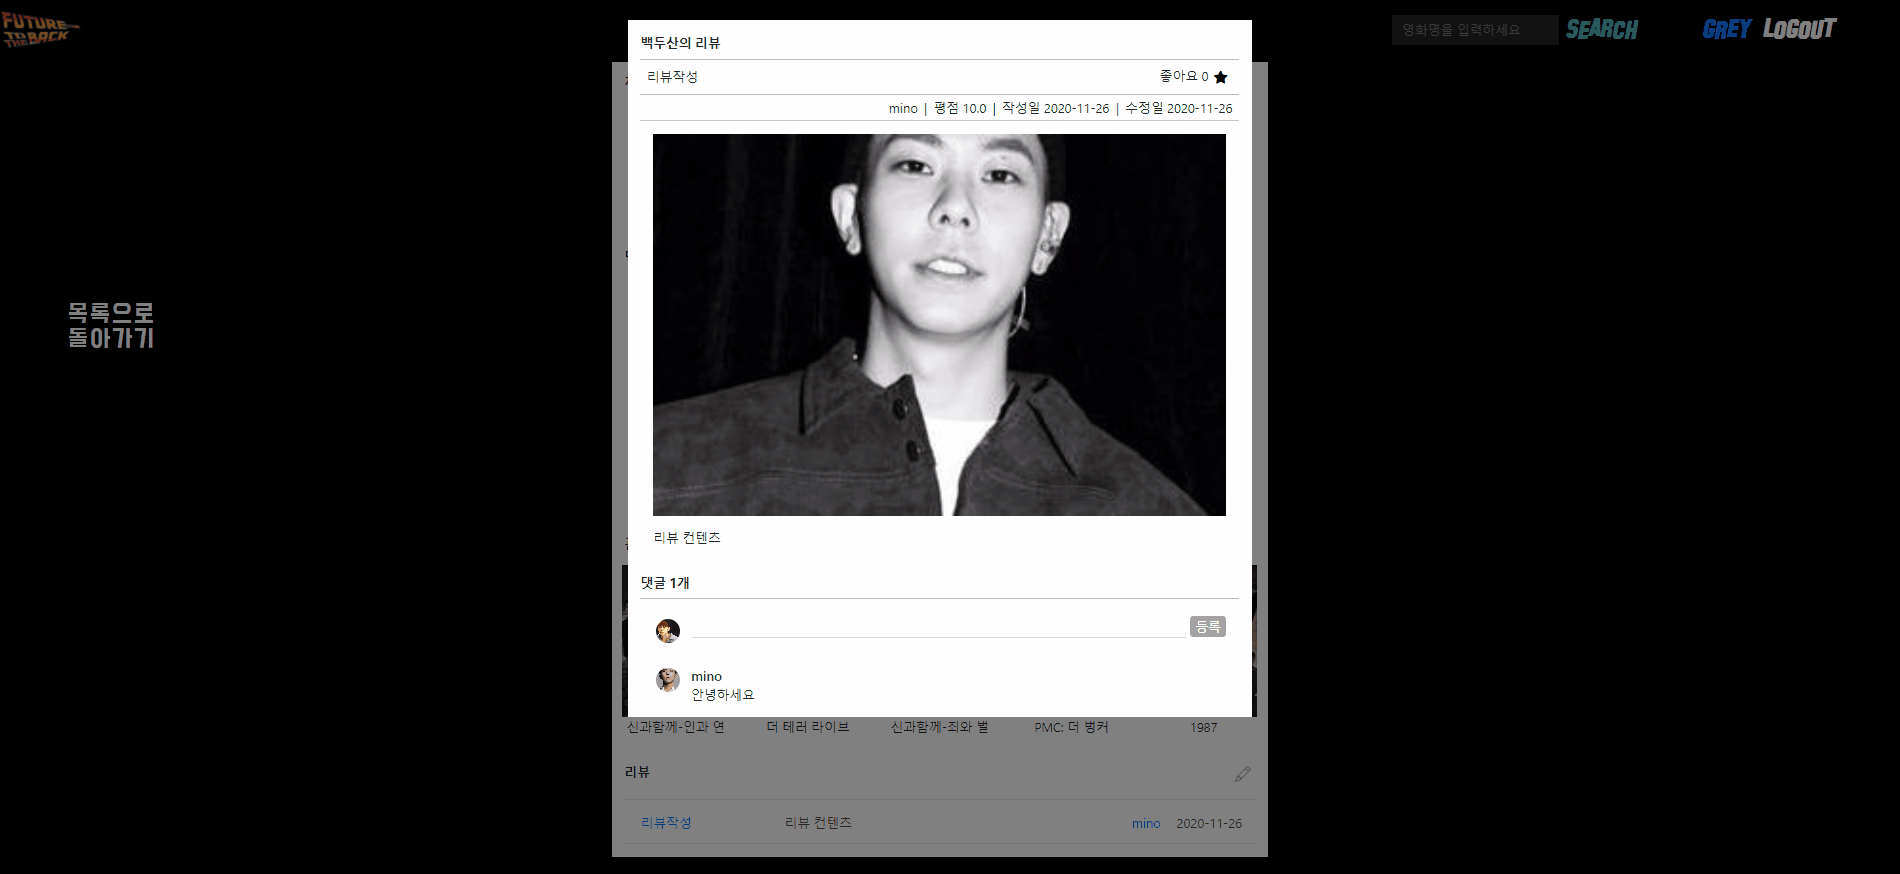 FUTURE
TO BACK
THE
영화명을 입력하세요
SEARCH
GREY
LOGOUT
목록으로
돌아가기
백두산의 리뷰
리뷰작성
좋아요 0
mino | 평점 10.0 | 작성일 2020-11-26 | 수정일 2020-11-26
리뷰 컨텐츠
댓글 1개
등록
mino
안녕하세요
신과함께-인과 연
더 테러 라이브
신과함께-죄와 벌
PMC: 더 벙커
1987
리뷰
리뷰작성
리뷰 컨텐츠
mino
2020-11-26